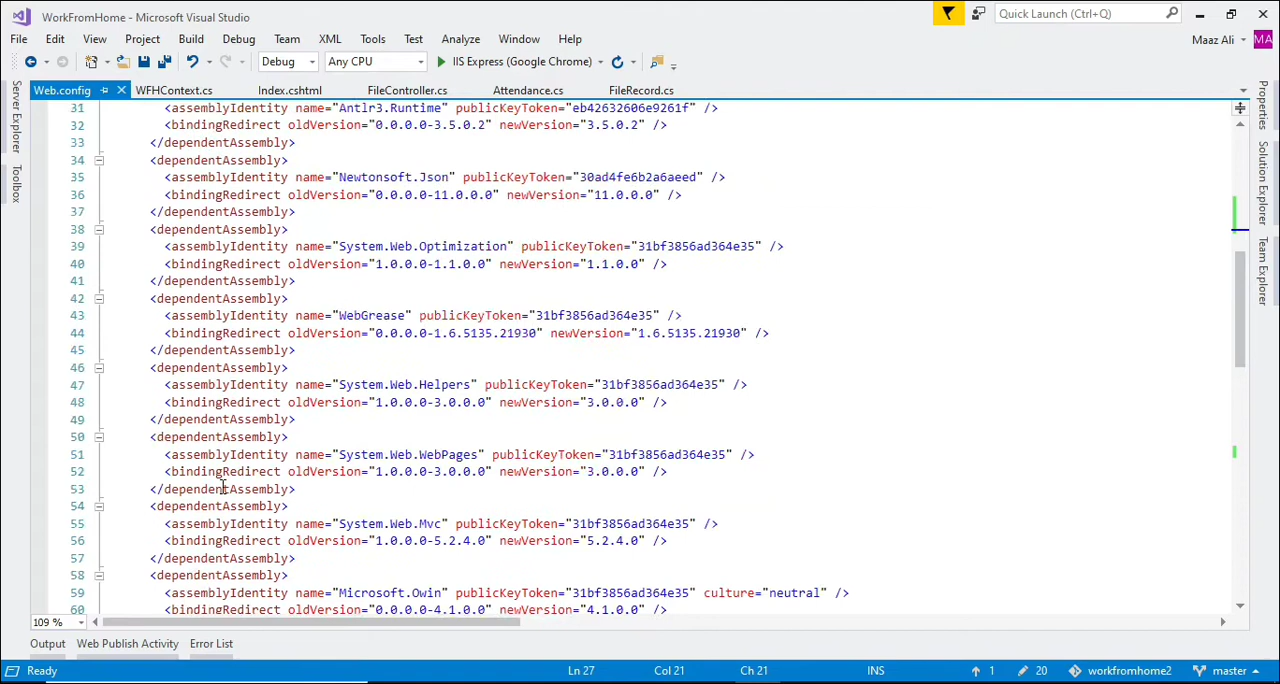 WorkFromHome - Microsoft Visual Studio
Quick Launch (Ctrl+Q)
File Edit View Project Build Debug Team XML Tools Test Analyze Window Help
Maaz Ali MA
Debug Any CPU IIS Express (Google Chrome)
Web.config WFHContext.cs Index.cshtml FileController.cs Attendance.cs FileRecord.cs
Server Explorer
Toolbox
31 <assemblyIdentity name="Antlr3.Runtime" publicKeyToken="eb42632606e9261f" />
32 <bindingRedirect oldVersion="0.0.0.0-3.5.0.2" newVersion="3.5.0.2" />
33 </dependentAssembly>
34 <dependentAssembly>
35 <assemblyIdentity name="Newtonsoft.Json" publicKeyToken="30ad4fe6b2a6aeed" />
36 <bindingRedirect oldVersion="0.0.0.0-11.0.0.0" newVersion="11.0.0.0" />
37 </dependentAssembly>
38 <dependentAssembly>
39 <assemblyIdentity name="System.Web.Optimization" publicKeyToken="31bf3856ad364e35" />
40 <bindingRedirect oldVersion="1.0.0.0-1.1.0.0" newVersion="1.1.0.0" />
41 </dependentAssembly>
42 <dependentAssembly>
43 <assemblyIdentity name="WebGrease" publicKeyToken="31bf3856ad364e35" />
44 <bindingRedirect oldVersion="0.0.0.0-1.6.5135.21930" newVersion="1.6.5135.21930" />
45 </dependentAssembly>
46 <dependentAssembly>
47 <assemblyIdentity name="System.Web.Helpers" publicKeyToken="31bf3856ad364e35" />
48 <bindingRedirect oldVersion="1.0.0.0-3.0.0.0" newVersion="3.0.0.0" />
49 </dependentAssembly>
50 <dependentAssembly>
51 <assemblyIdentity name="System.Web.WebPages" publicKeyToken="31bf3856ad364e35" />
52 <bindingRedirect oldVersion="1.0.0.0-3.0.0.0" newVersion="3.0.0.0" />
53 </dependentAssembly>
54 <dependentAssembly>
55 <assemblyIdentity name="System.Web.Mvc" publicKeyToken="31bf3856ad364e35" />
56 <bindingRedirect oldVersion="1.0.0.0-5.2.4.0" newVersion="5.2.4.0" />
57 </dependentAssembly>
58 <dependentAssembly>
59 <assemblyIdentity name="Microsoft.Owin" publicKeyToken="31bf3856ad364e35" culture="neutral" />
60 <bindingRedirect oldVersion="0.0.0.0-4.1.0.0" newVersion="4.1.0.0" />
Properties
Solution Explorer
Team Explorer
109 %
Output Web Publish Activity Error List
Ready Ln 27 Col 21 Ch 21 INS 1 20 workfromhome2 master